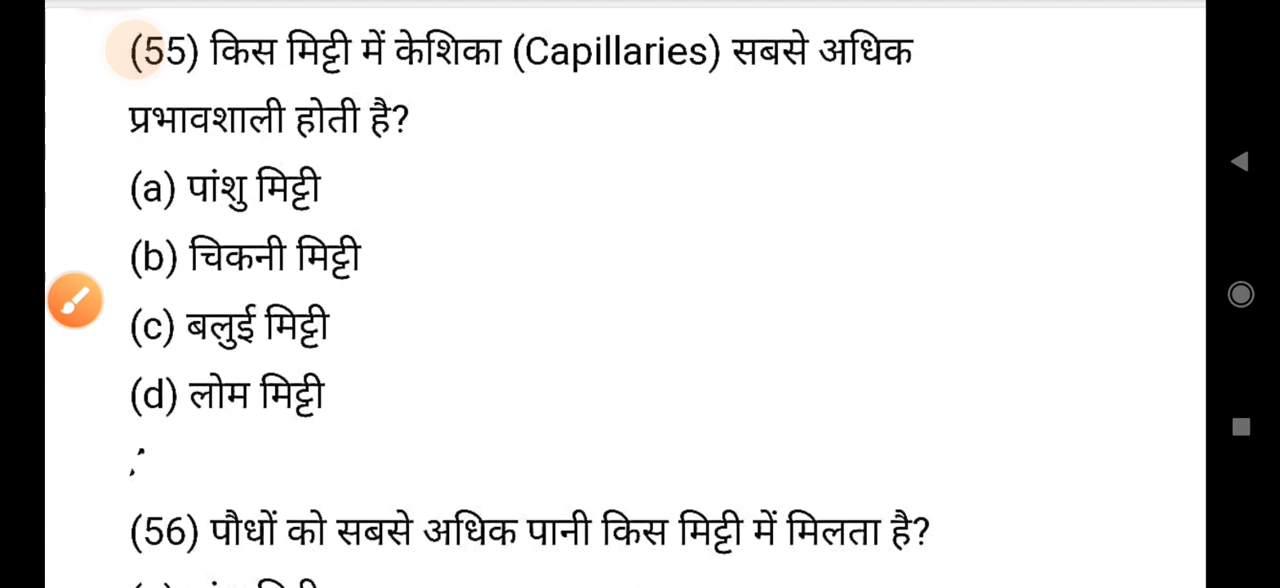 (55) किस मिट्टी में केशिका (Capillaries) सबसे अधिक
प्रभावशाली होती है?
(a) पांशु मिट्टी
(b) चिकनी मिट्टी
(c) बलुई मिट्टी
(d) लोम मिट्टी
(56) पौधों को सबसे अधिक पानी किस मिट्टी में मिलता है?